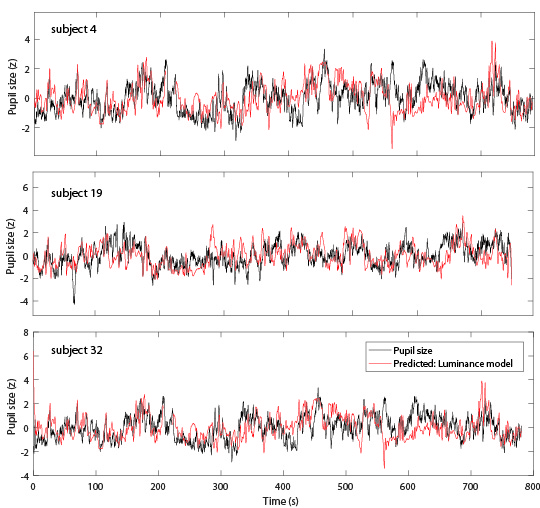 subject 4
Pupil size (z)
4
2
0
-2
subject 19
Pupil size (z)
6
4
2
0
-2
-4
subject 32
Pupil size (z)
8
6
4
2
0
-2
-4
Pupil size
Predicted: Luminance model
0 100 200 300 400 500 600 700 800
Time (s)